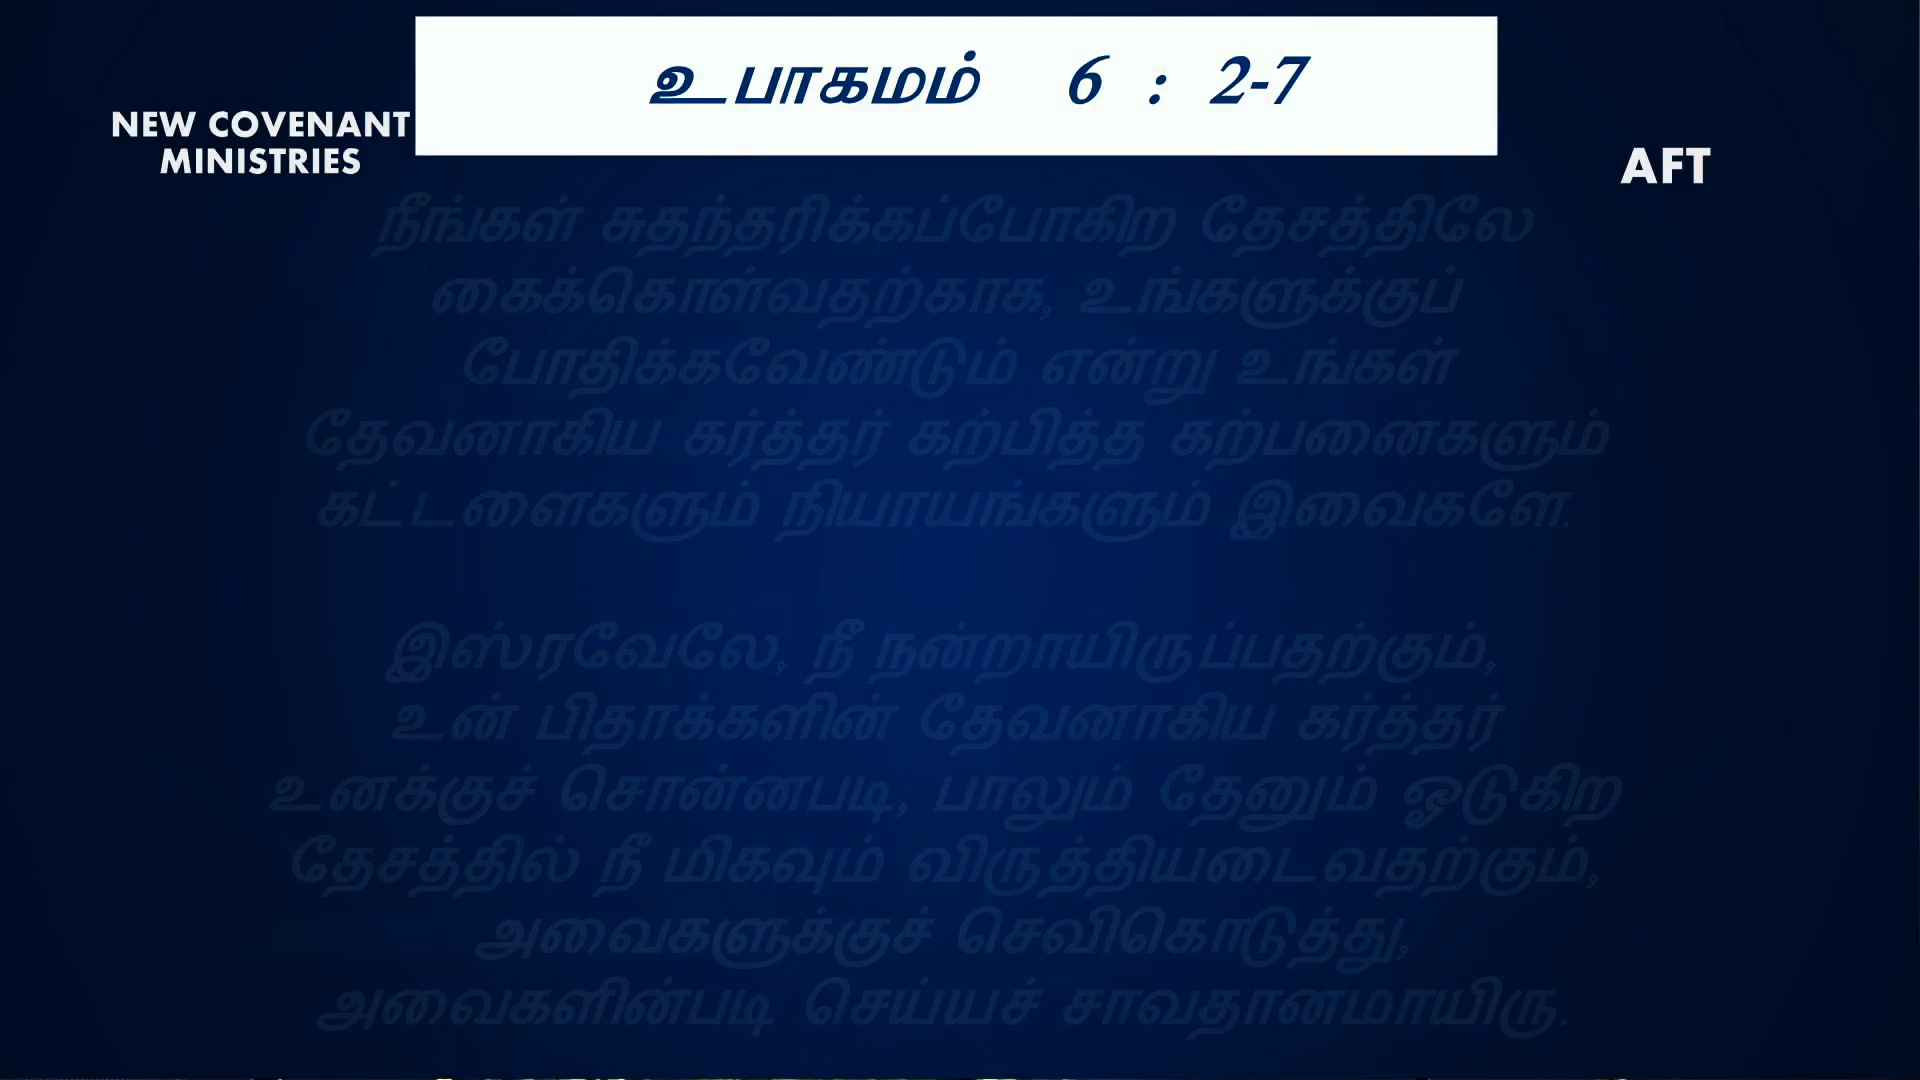 உபாகமம் 6 : 2-7
NEW COVENANT
MINISTRIES
AFT
நீங்கள் சுதந்தரிக்கப்போகிற தேசத்திலே
கைக்கொள்வதற்காக, உங்களுக்குப்
போதிக்கவேண்டும் என்று உங்கள்
தேவனாகிய கர்த்தர் கற்பித்த கற்பனைகளும்
கட்டளைகளும் நியாயங்களும் இவைகளே.
இஸ்ரவேலே, நீ நன்றாயிருப்பதற்கும்,
உன் பிதாக்களின் தேவனாகிய கர்த்தர்
உனக்குச் சொன்னபடி, பாலும் தேனும் ஓடுகிற
தேசத்தில் நீ மிகவும் விருத்தியடைவதற்கும்,
அவைகளுக்குச் செவிகொடுத்து,
அவைகளின்படி செய்யச் சாவதானமாயிரு.